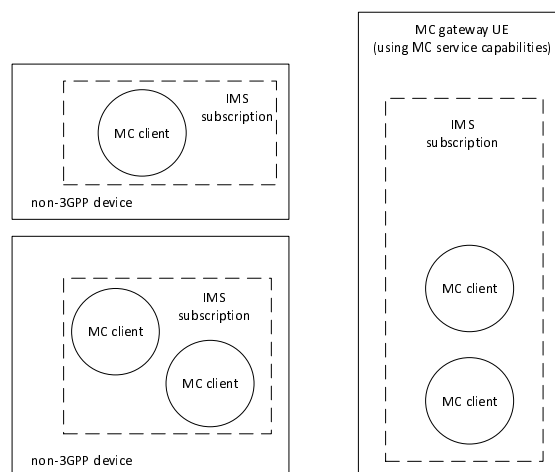 IMS
subscription
MC client
non-3GPP device
IMS
subscription
MC client
MC client
non-3GPP device
MC gateway UE
(using MC service capabilities)
IMS
subscription
MC client
MC client